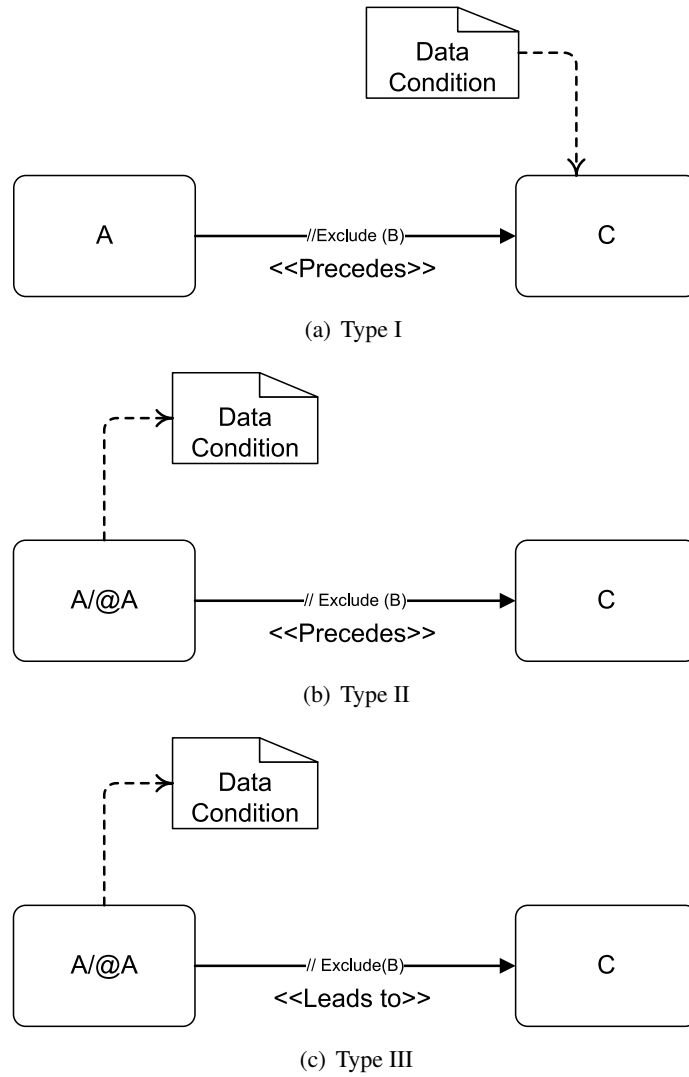 Data
Condition
A
//Exclude (B)
C
<<Precedes>>
(a) Type I
Data
Condition
A/@A
// Exclude (B)
C
<<Precedes>>
(b) Type II
Data
Condition
A/@A
// Exclude(B)
C
<<Leads to>>
(c) Type III